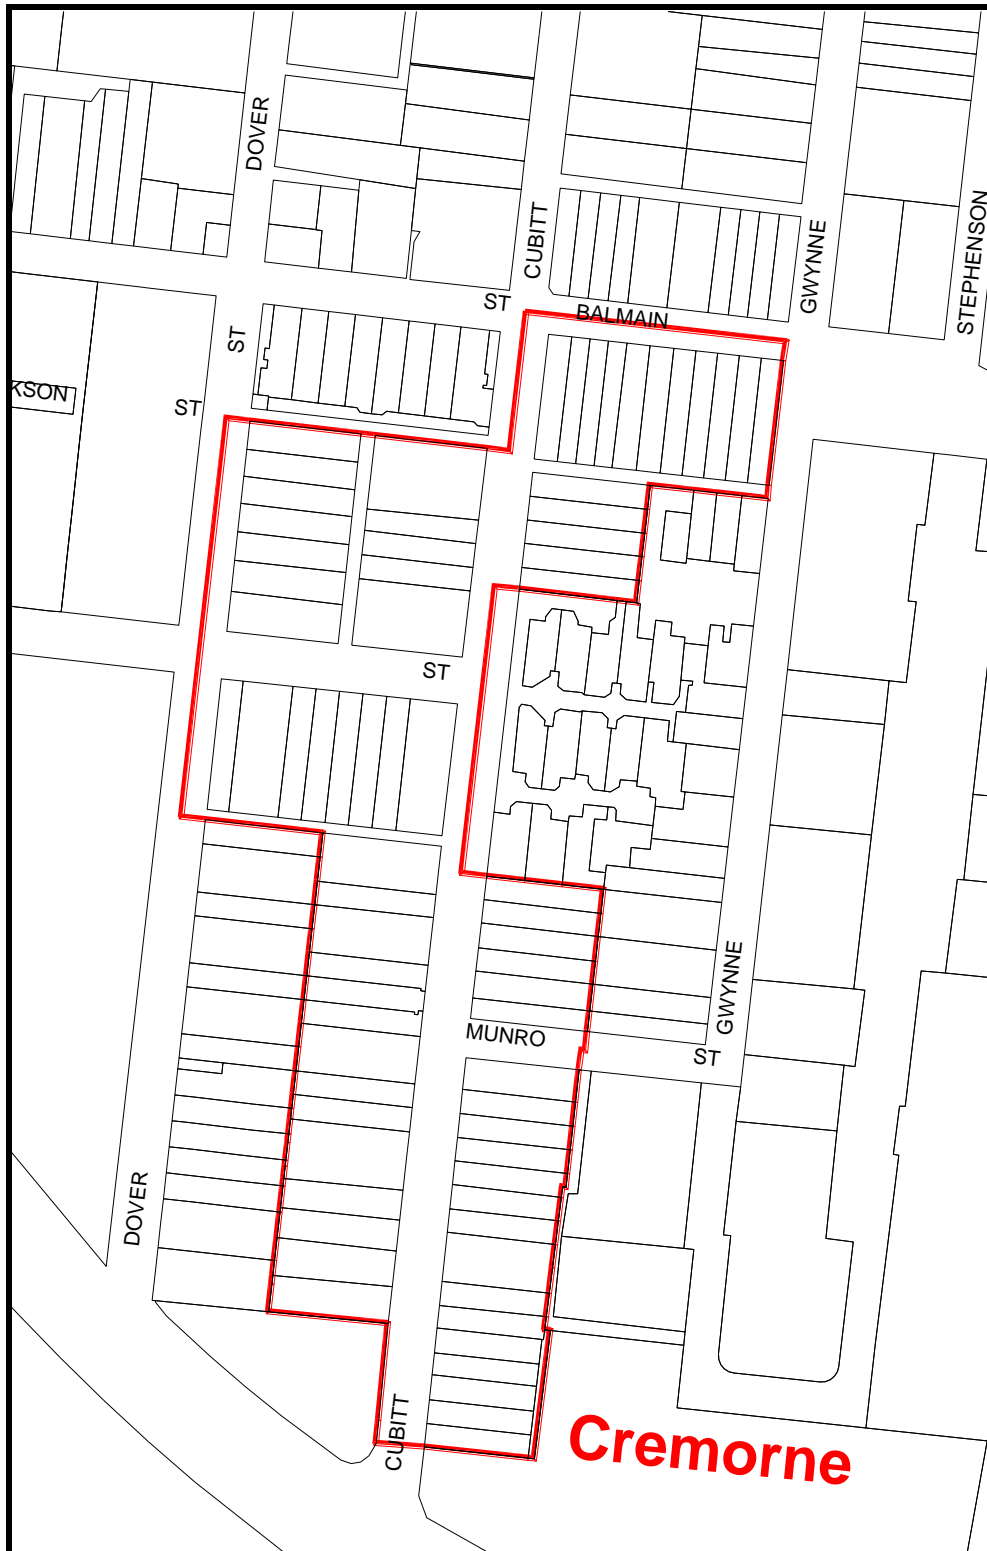 DOVER
STEPHENSON
CUBITT
GWYNNE
ST
BALMAIN
ST
KSON
ST
ST
GWYNNE
MUNRO
ST
DOVER
CUBITT
Cremorne